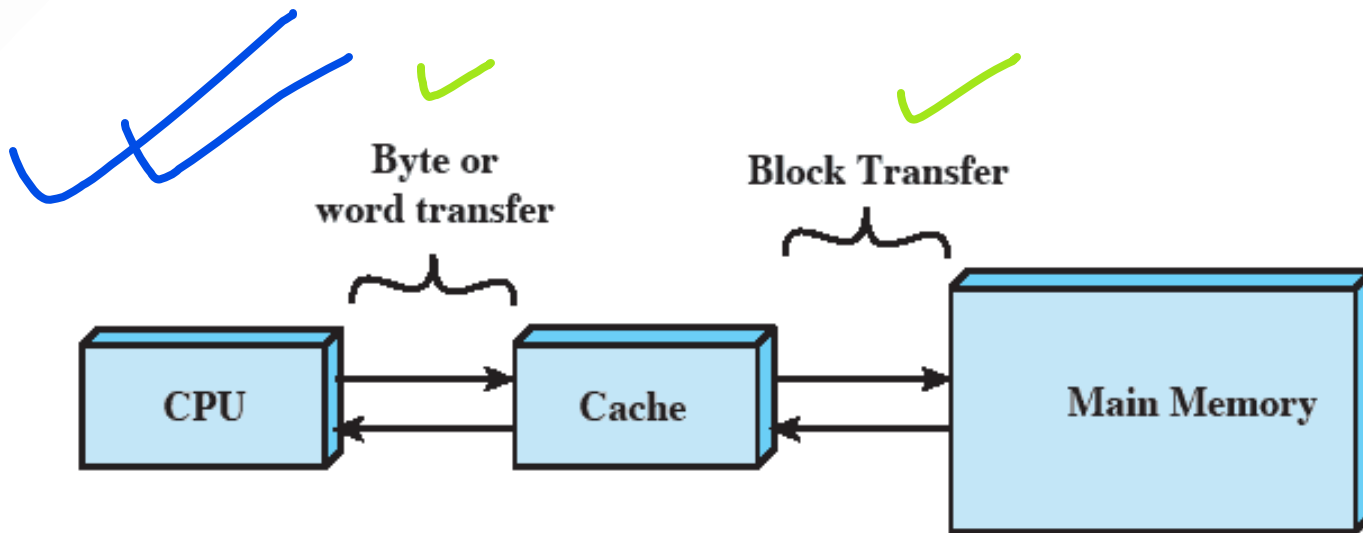 Byte or
word transfer
Block Transfer
CPU
Cache
Main Memory